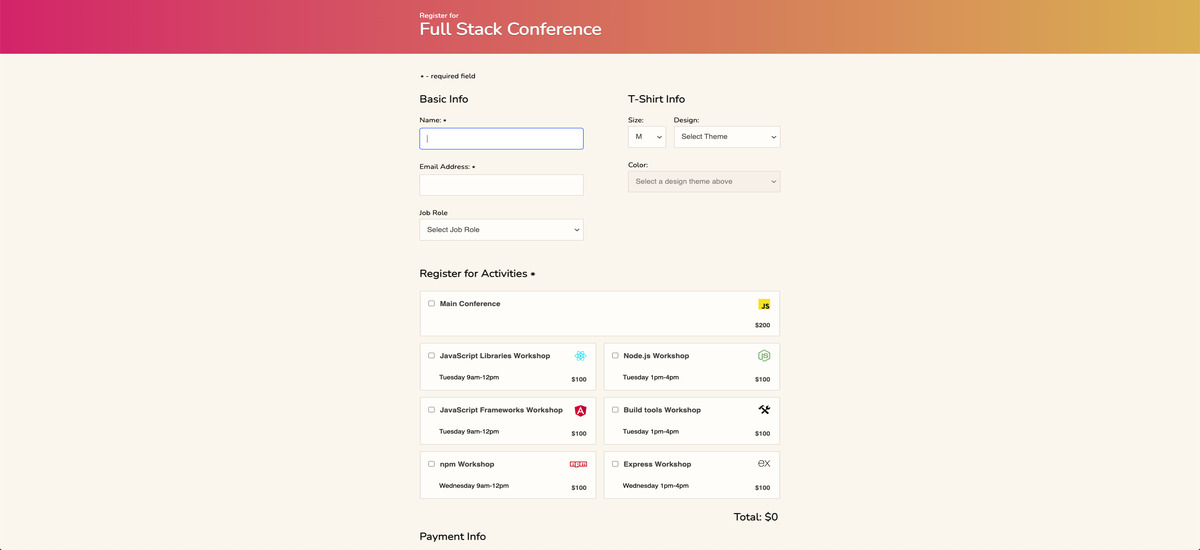 Register for
Full Stack Conference
* - required field
Basic Info
Name: *
Email Address: *
Job Role
Select Job Role
T-Shirt Info
Size: Design:
M Select Theme
Color:
Select a design theme above
Register for Activities *
Main Conference
JS
$200
JavaScript Libraries Workshop
Tuesday 9am-12pm
$100
Node.js Workshop
JS
Tuesday 1pm-4pm
$100
JavaScript Frameworks Workshop
A
Tuesday 9am-12pm
$100
Build tools Workshop
Tuesday 1pm-4pm
$100
npm Workshop
npm
Wednesday 9am-12pm
$100
Express Workshop
ex
Wednesday 1pm-4pm
$100
Total: $0
Payment Info